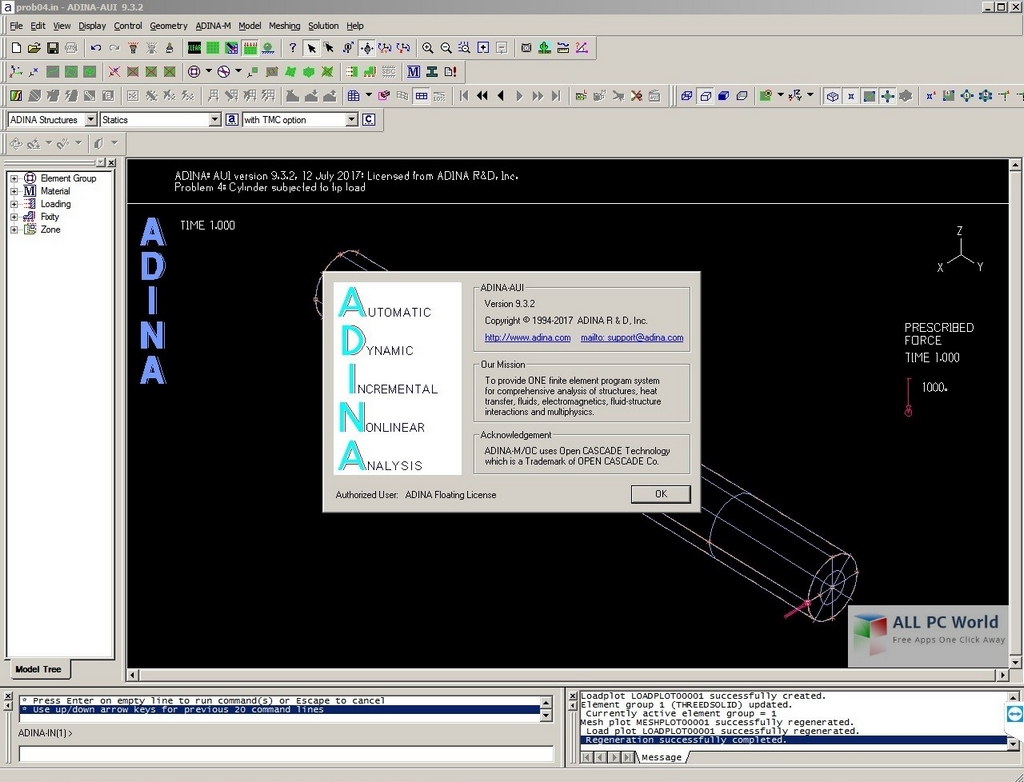 prob04.in - ADINA-AUI 9.3.2
File Edit View Display Control Geometry ADINA-M Model Meshing Solution Help
ADINA Structures Statics with TMC option
Element Group
Material
Loading
Fixity
Zone
Model Tree
ADINA: AUI version 9.3.2, 12 July 2017: Licensed from ADINA R&D, Inc.
Problem 4: Cylinder subjected to tip load
ADINA
TIME 1.000
Z
X Y
PRESCRIBED
FORCE
TIME 1.000
1000.
AUTOMATIC
DYNAMIC
INCREMENTAL
NONLINEAR
ANALYSIS
ADINA-AUI
Version 9.3.2
Copyright © 1994-2017 ADINA R & D, Inc.
http://www.adina.com mailto: support@adina.com
Our Mission
To provide ONE finite element program system
for comprehensive analysis of structures, heat
transfer, fluids, electromagnetics, fluid-structure
interactions and multiphysics.
Acknowledgement
ADINA-M/OC uses Open CASCADE Technology
which is a Trademark of OPEN CASCADE Co.
Authorized User: ADINA Floating License
OK
ALL PC World
Free Apps One Click Away
* Press Enter on empty line to run command(s) or Escape to cancel
* Use up/down arrow keys for previous 20 command lines
ADINA-IN(1)>
Loadplot LOADPLOT00001 successfully created.
Element group 1 (THREEDSOLID) updated.
Currently active element group = 1
Mesh plot MESHPLOT00001 successfully regenerated.
Load plot LOADPLOT00001 successfully regenerated.
Regeneration successfully completed.
Message